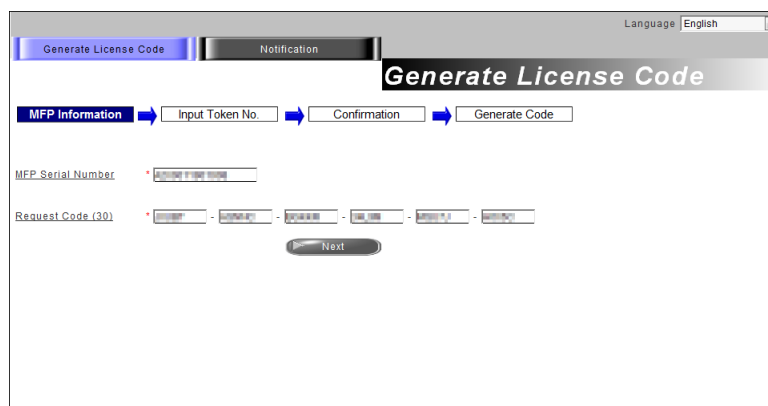 Language English
Generate License Code Notification
Generate License Code
MFP Information Input Token No. Confirmation Generate Code
MFP Serial Number *
Request Code (30) * - - - - -
Next